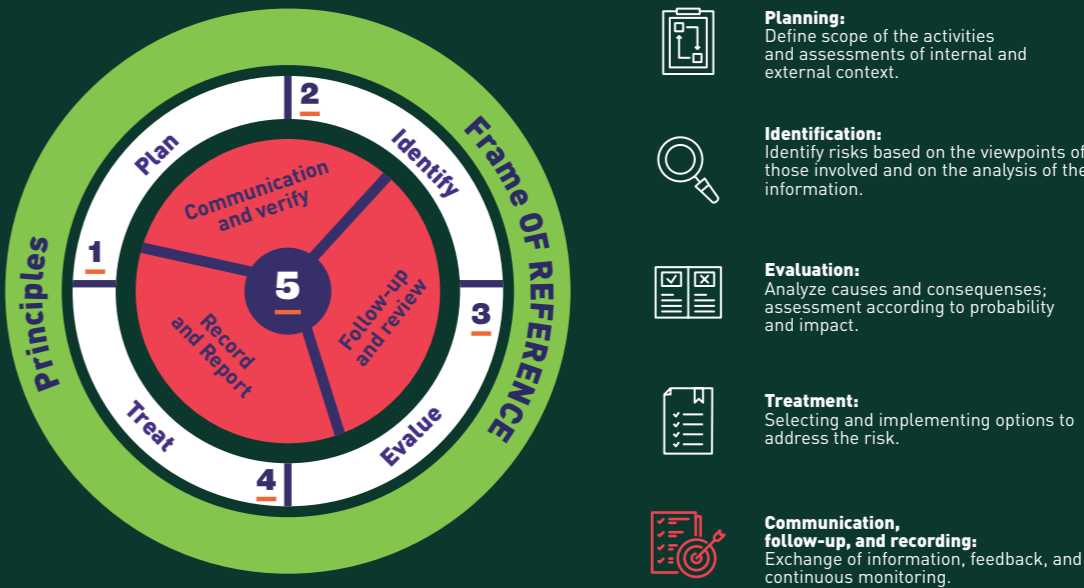 Principles
Frame OF REFERENCE
1
Plan
2
Identify
3
Evalue
4
Treat
5
Communication
and verify
Follow-up
and review
Record
and Report
Planning:
Define scope of the activities
and assessments of internal and
external context.
Identification:
Identify risks based on the viewpoints of
those involved and on the analysis of the
information.
Evaluation:
Analyze causes and consequenses;
assessment according to probability
and impact.
Treatment:
Selecting and implementing options to
address the risk.
Communication,
follow-up, and recording:
Exchange of information, feedback, and
continuous monitoring.